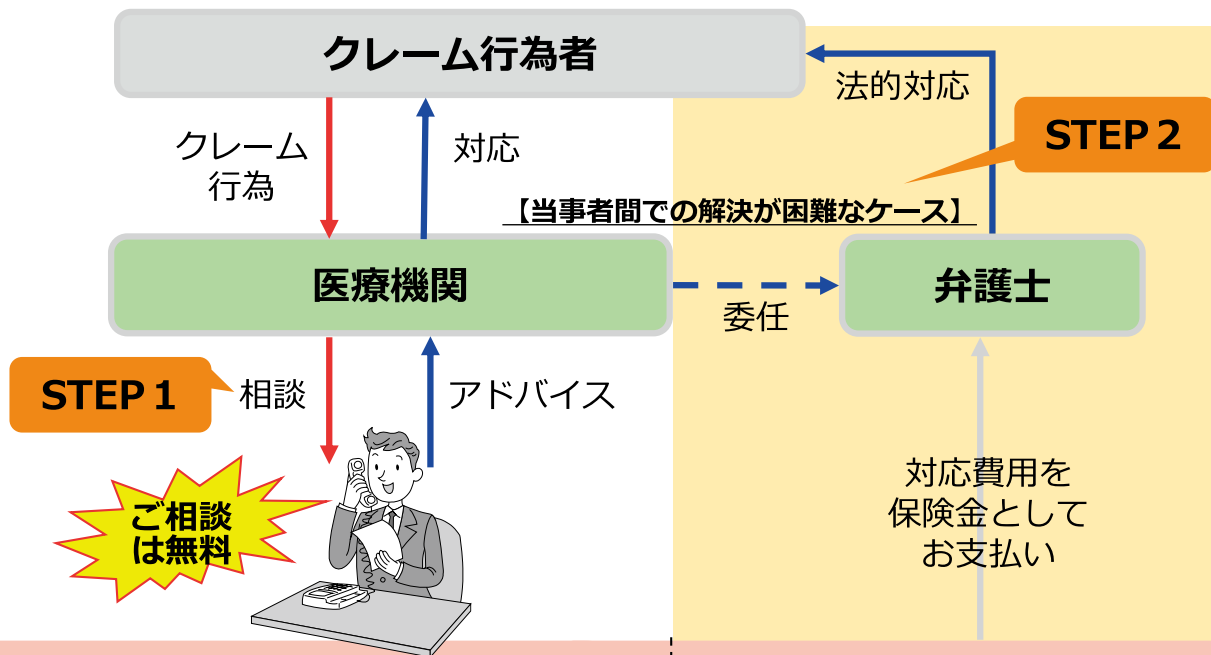 クレーム行為者
法的対応
STEP 2
クレーム
行為
対応
【当事者間での解決が困難なケース】
医療機関
委任
弁護士
STEP 1
相談
アドバイス
ご相談
は無料
対応費用を
保険金として
お支払い